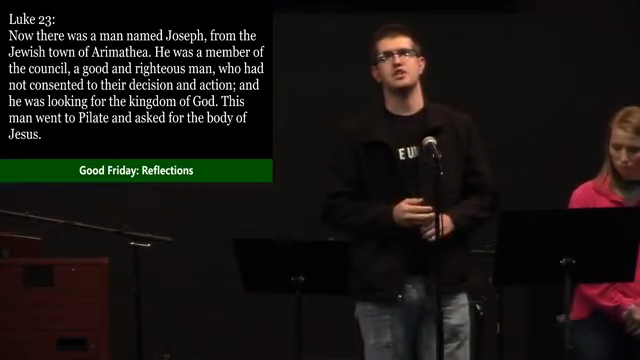 Luke 23:
Now there was a man named Joseph, from the
Jewish town of Arimathea. He was a member of
the council, a good and righteous man, who had
not consented to their decision and action; and
he was looking for the kingdom of God. This
man went to Pilate and asked for the body of
Jesus.
Good Friday: Reflections